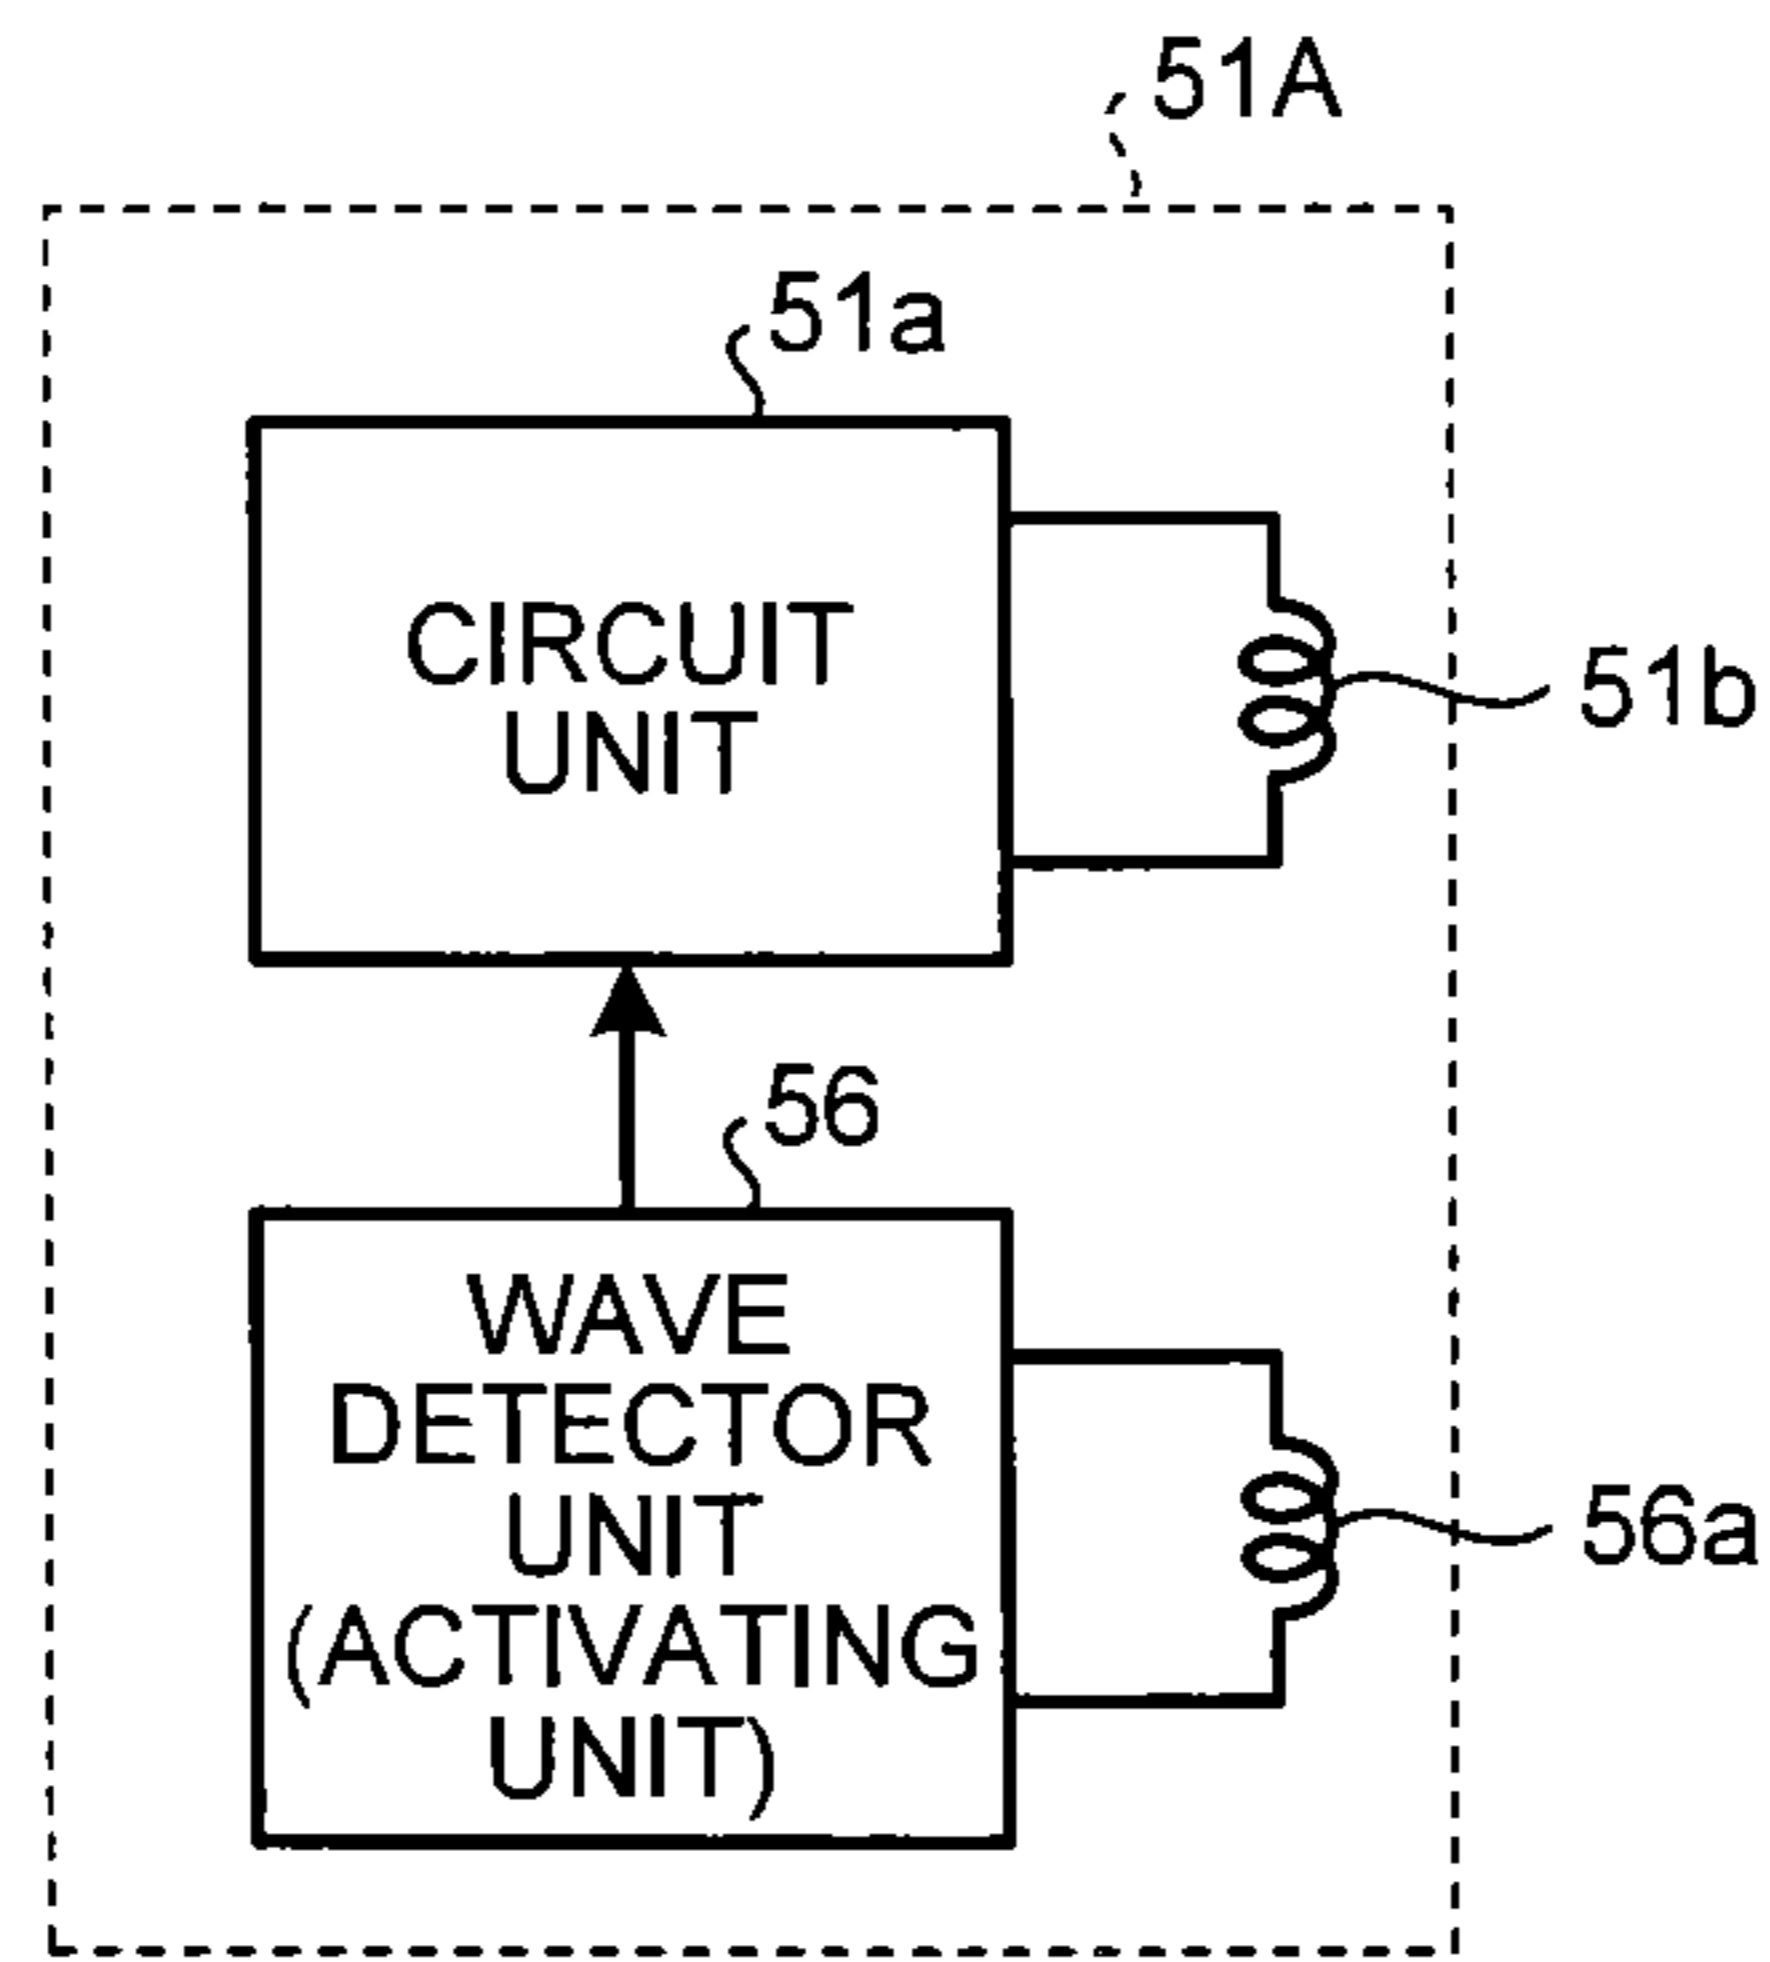 51A
51a
CIRCUIT
UNIT
51b
56
WAVE
DETECTOR
UNIT
(ACTIVATING
UNIT)
56a